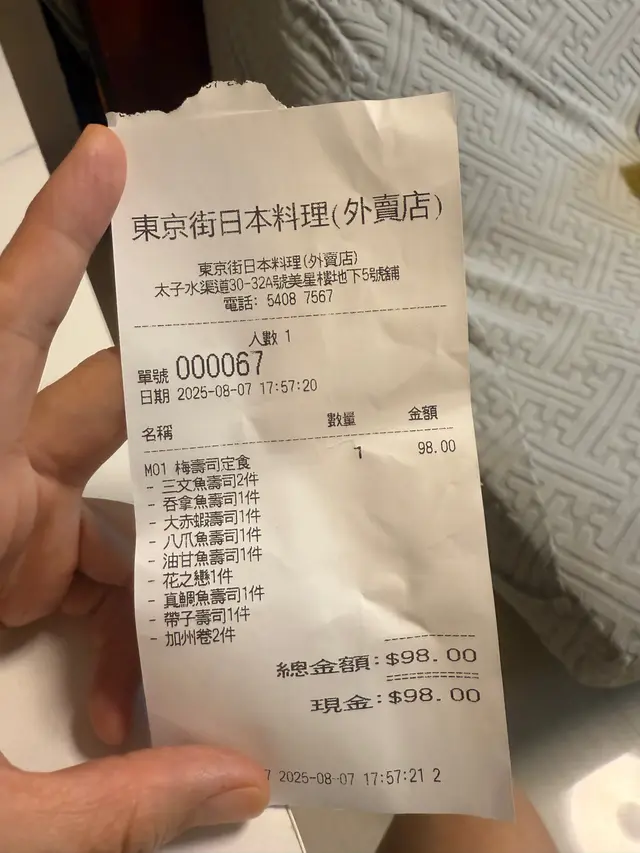 東京街日本料理(外賣店)
東京街日本料理(外賣店)
太子水渠道30-32A號美星樓地下5號舖
電話: 5408 7567
人數 1
單號 000067
日期 2025-08-07 17:57:20
名稱 數量 金額
M01 梅壽司定食 1 98.00
- 三文魚壽司2件
- 吞拿魚壽司1件
- 大赤蝦壽司1件
- 八爪魚壽司1件
- 油甘魚壽司1件
- 花之戀1件
- 真鯛魚壽司1件
- 帶子壽司1件
- 加州卷2件
總金額: $98.00
現金: $98.00
7 2025-08-07 17:57:21 2